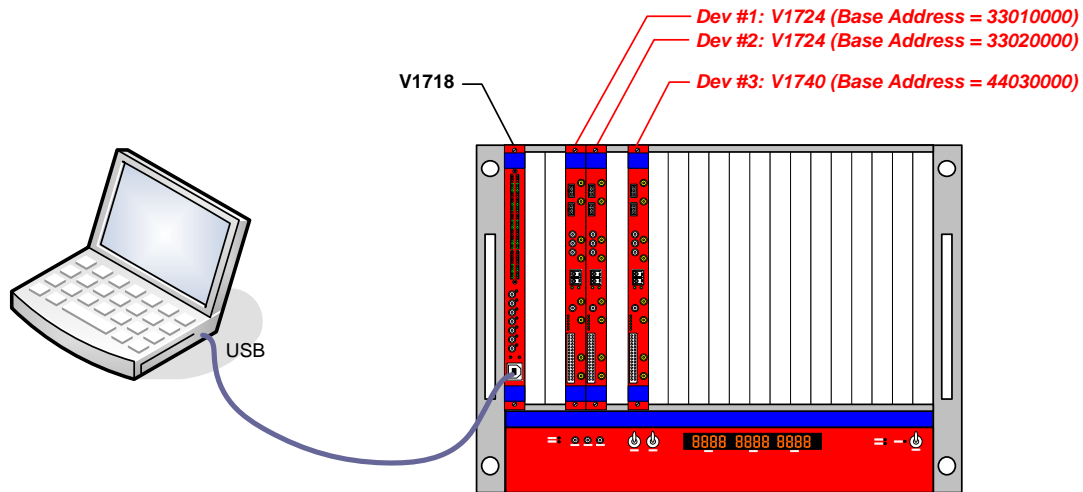 Dev #1: V1724 (Base Address = 33010000)
Dev #2: V1724 (Base Address = 33020000)
V1718
Dev #3: V1740 (Base Address = 44030000)
USB
8888 8888 8888